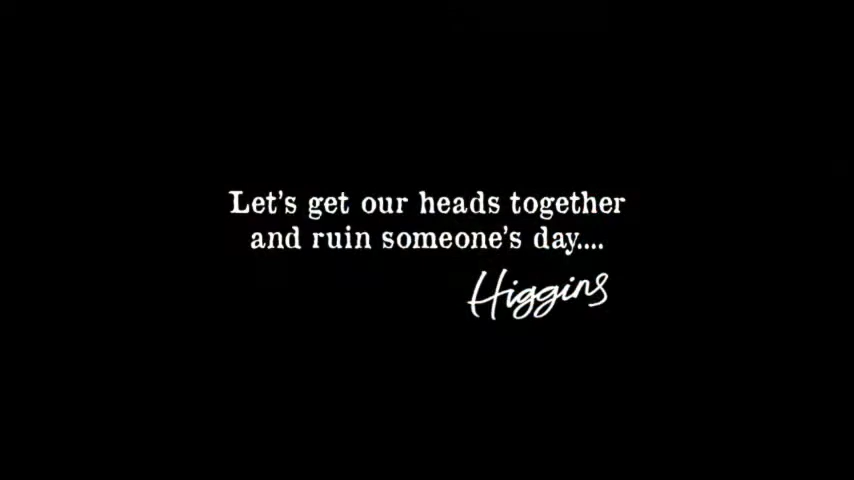 Let's get our heads together
and ruin someone's day....
Higgins